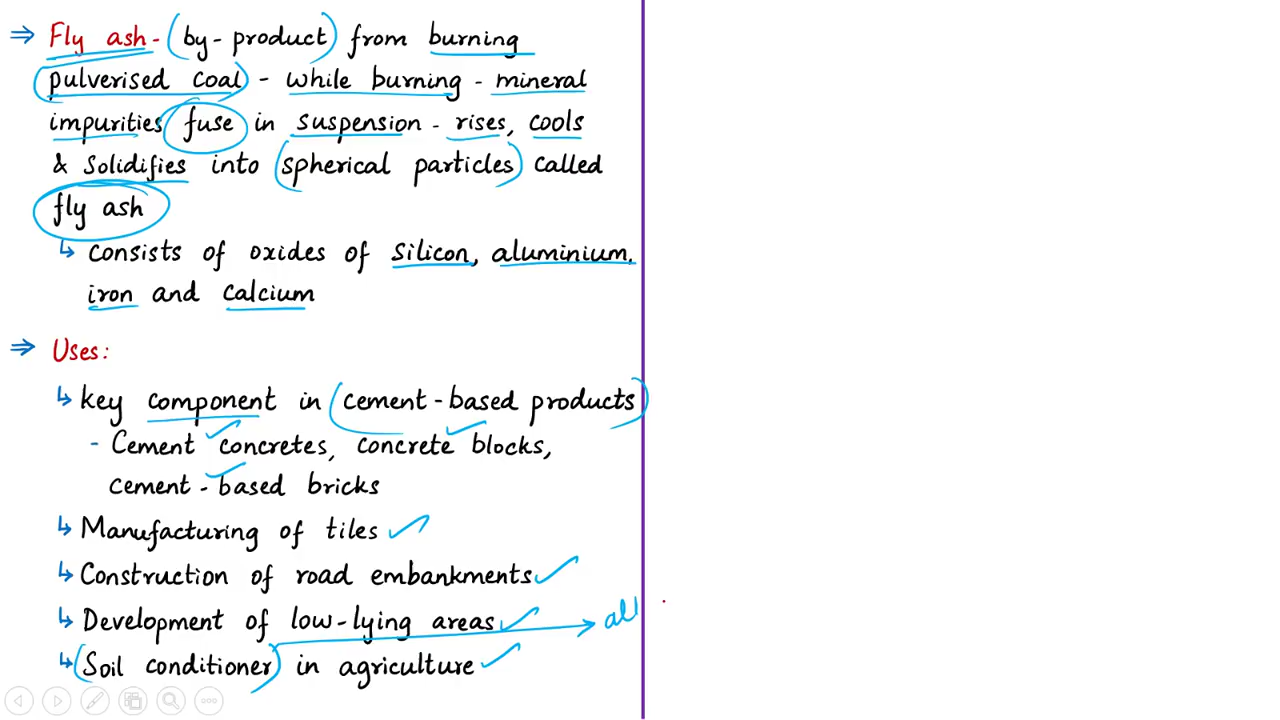 ⇒ Fly ash - (by-product) from burning
pulverised coal - while burning - mineral
impurities fuse in suspension - rises, cools
& Solidifies into (spherical particles) called
fly ash
↳ consists of oxides of silicon, aluminium,
iron and calcium
⇒ Uses:
↳ key component in (cement-based products)
- Cement concretes, concrete blocks,
cement-based bricks
↳ Manufacturing of tiles ✓
↳ Construction of road embankments ✓
↳ Development of low-lying areas ✓
↳ (Soil conditioner) in agriculture ✓